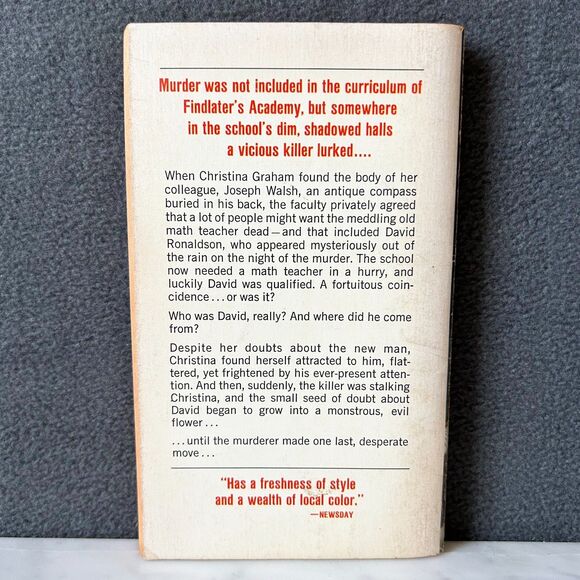 Murder was not included in the curriculum of
Findlater's Academy, but somewhere
in the school's dim, shadowed halls
a vicious killer lurked....
When Christina Graham found the body of her
colleague, Joseph Walsh, an antique compass
buried in his back, the faculty privately agreed
that a lot of people might want the meddling old
math teacher dead—and that included David
Ronaldson, who appeared mysteriously out of
the rain on the night of the murder. The school
now needed a math teacher in a hurry, and
luckily David was qualified. A fortuitous coin-
cidence...or was it?
Who was David, really? And where did he come
from?
Despite her doubts about the new man,
Christina found herself attracted to him, flat-
tered, yet frightened by his ever-present atten-
tion. And then, suddenly, the killer was stalking
Christina, and the small seed of doubt about
David began to grow into a monstrous, evil
flower...
...until the murderer made one last, desperate
move...
"Has a freshness of style
and a wealth of local color."
—NEWSDAY